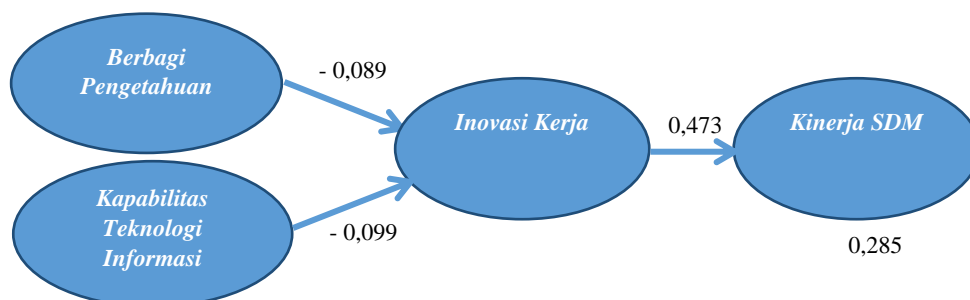 Berbagi
Pengetahuan
- 0,089
Inovasi Kerja
0,473
Kinerja SDM
Kapabilitas
Teknologi
Informasi
- 0,099
0,285